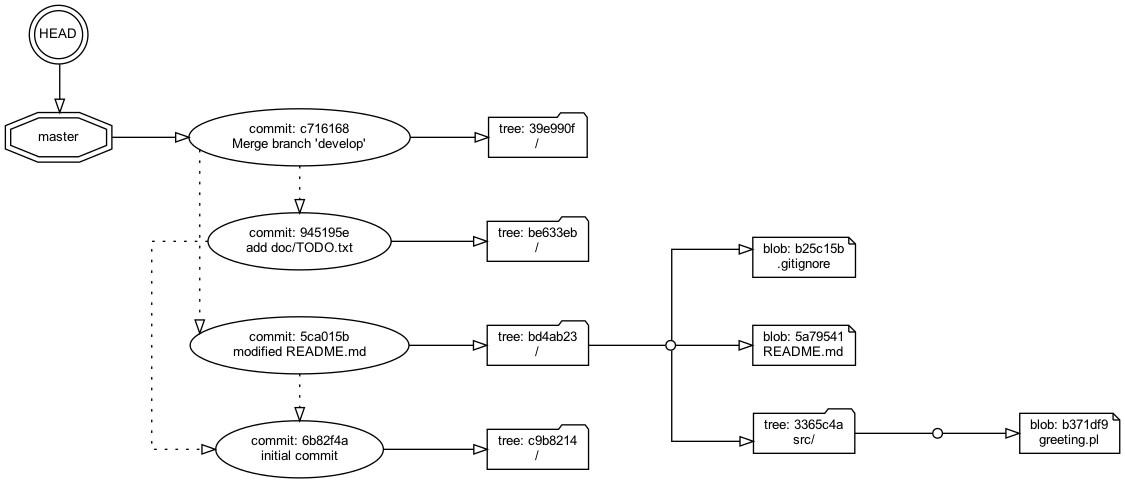 HEAD
master
commit: c716168
Merge branch 'develop'
tree: 39e990f
/
commit: 945195e
add doc/TODO.txt
tree: be633eb
/
blob: b25c15b
.gitignore
commit: 5ca015b
modified README.md
tree: bd4ab23
/
blob: 5a79541
README.md
tree: 3365c4a
src/
blob: b371df9
greeting.pl
commit: 6b82f4a
initial commit
tree: c9b8214
/